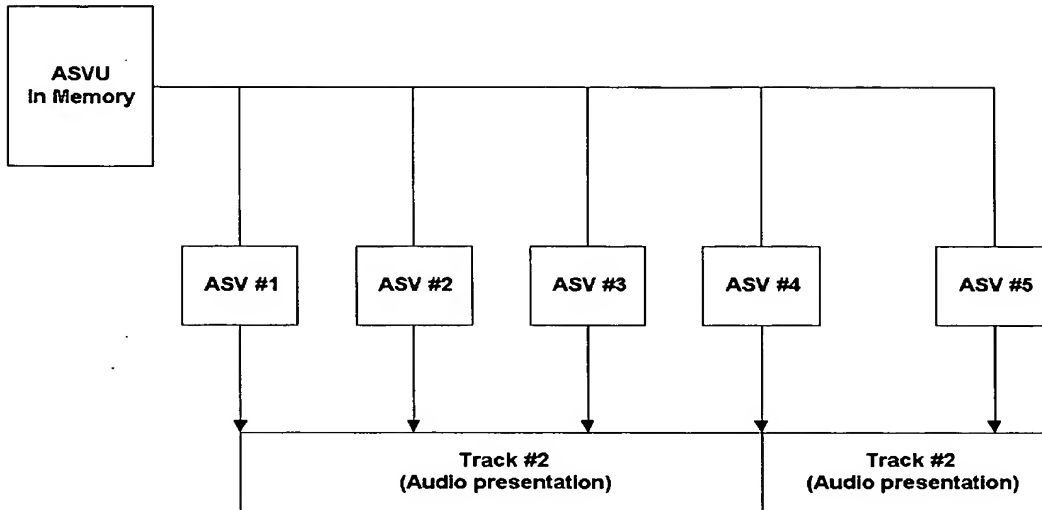 ASVU
In Memory
ASV #1
ASV #2
ASV #3
ASV #4
ASV #5
Track #2
(Audio presentation)
Track #2
(Audio presentation)